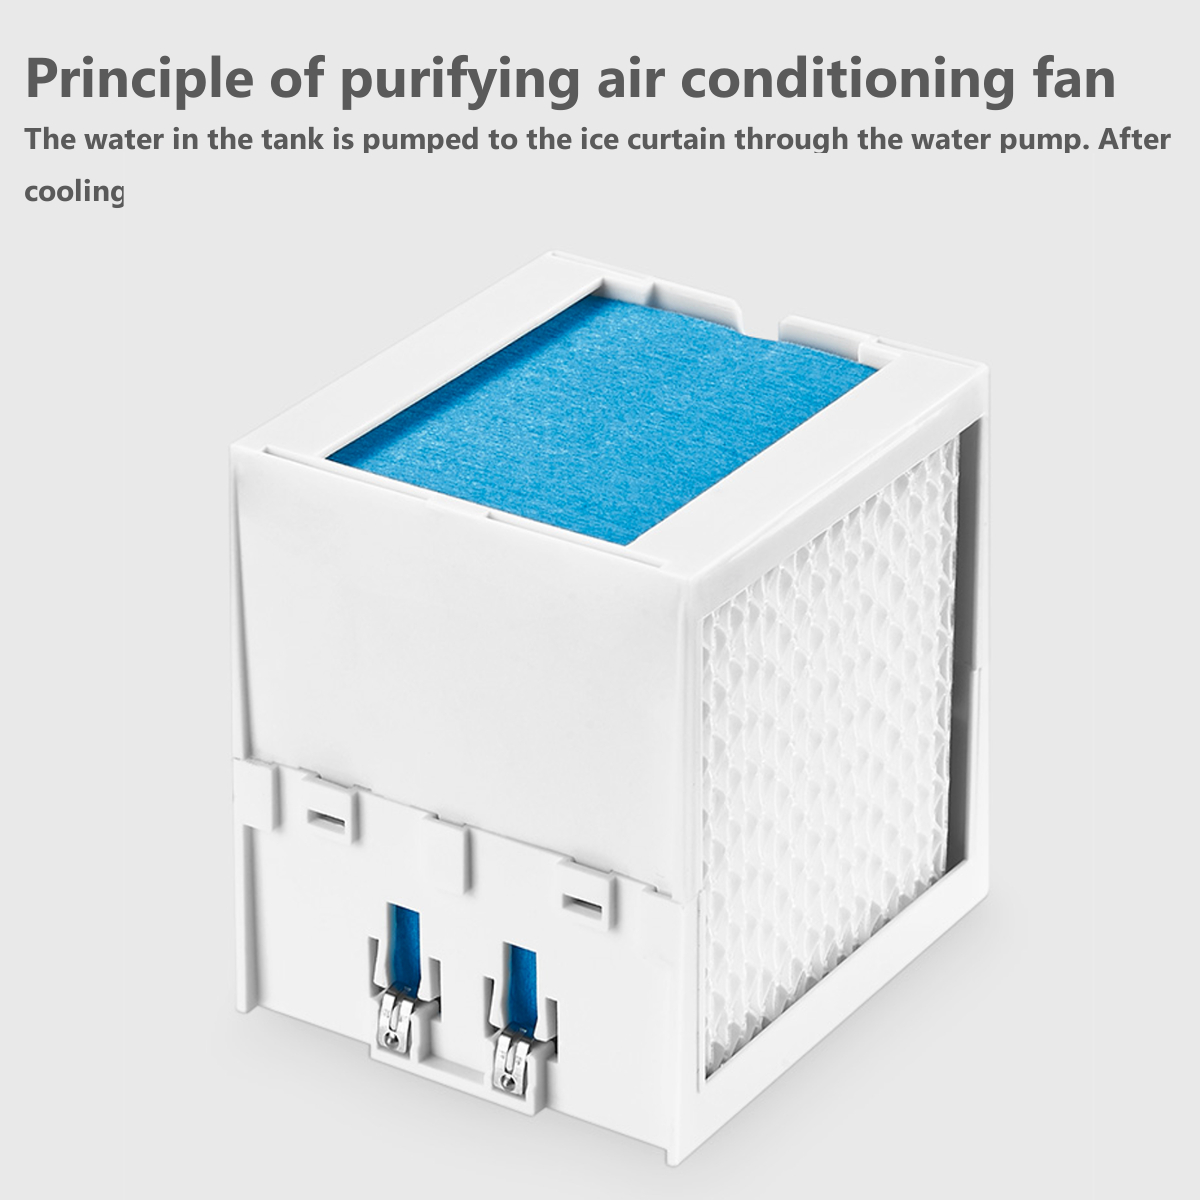 Principle of purifying air conditioning fan
The water in the tank is pumped to the ice curtain through the water pump. After
cooling